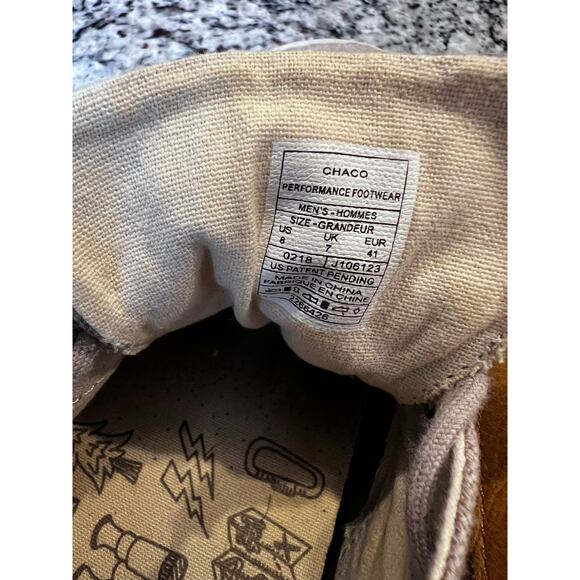 CHACO
PERFORMANCE FOOTWEAR
MEN'S - HOMMES
SIZE - GRANDEUR
US UK EUR
8 7 41
0218 J106123
US PATENT PENDING
MADE IN CHINA
FABRIQUE EN CHINE
2266426